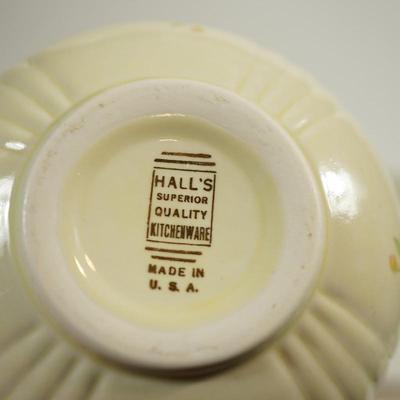 HALL'S
SUPERIOR
QUALITY
KITCHENWARE
MADE IN
U. S. A.